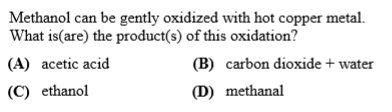 Methanol can be gently oxidized with hot copper metal.
What is(are) the product(s) of this oxidation?
(A) acetic acid (B) carbon dioxide + water
(C) ethanol (D) methanal